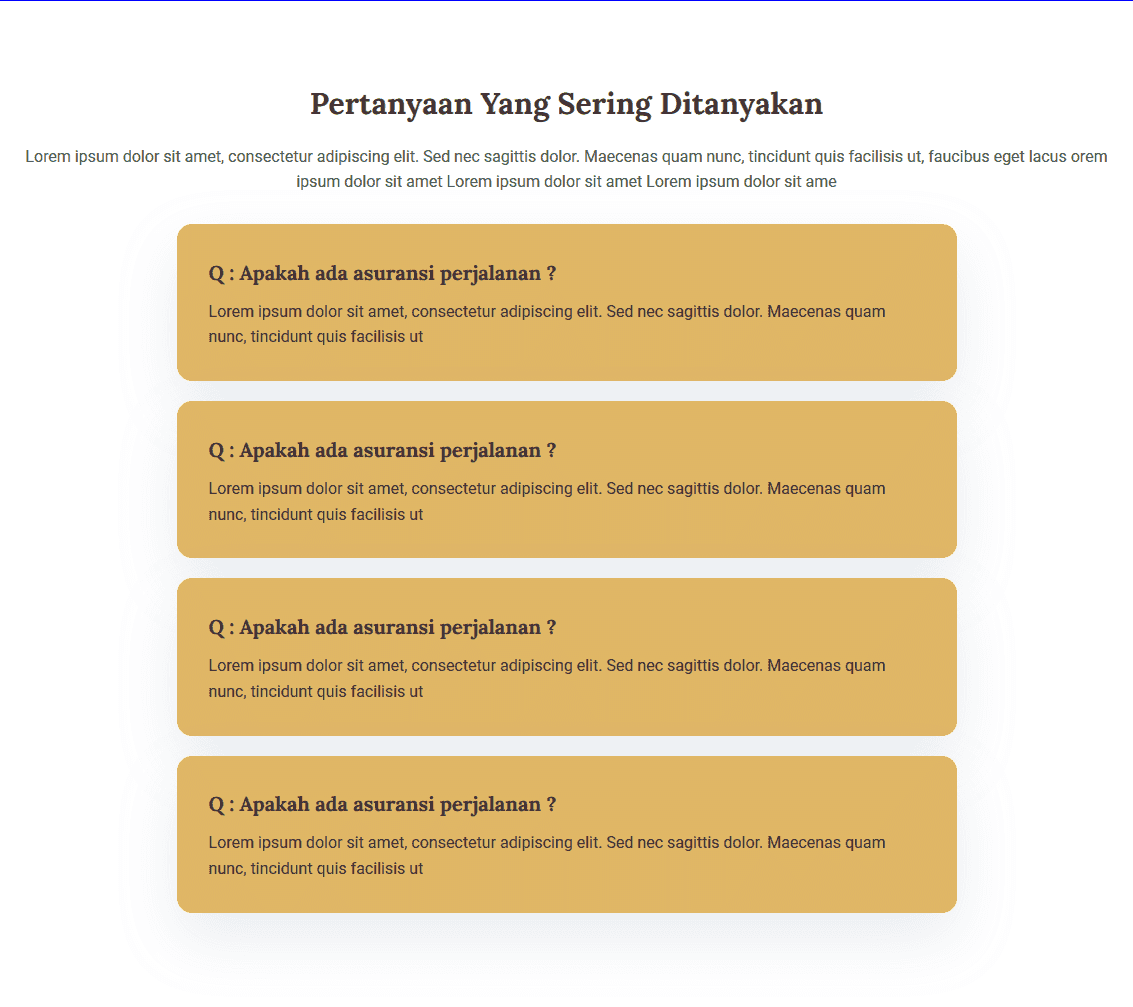 Pertanyaan Yang Sering Ditanyakan
Lorem ipsum dolor sit amet, consectetur adipiscing elit. Sed nec sagittis dolor. Maecenas quam nunc, tincidunt quis facilisis ut, faucibus eget lacus orem
ipsum dolor sit amet Lorem ipsum dolor sit amet Lorem ipsum dolor sit ame
Q : Apakah ada asuransi perjalanan ?
Lorem ipsum dolor sit amet, consectetur adipiscing elit. Sed nec sagittis dolor. Maecenas quam
nunc, tincidunt quis facilisis ut
Q : Apakah ada asuransi perjalanan ?
Lorem ipsum dolor sit amet, consectetur adipiscing elit. Sed nec sagittis dolor. Maecenas quam
nunc, tincidunt quis facilisis ut
Q : Apakah ada asuransi perjalanan ?
Lorem ipsum dolor sit amet, consectetur adipiscing elit. Sed nec sagittis dolor. Maecenas quam
nunc, tincidunt quis facilisis ut
Q : Apakah ada asuransi perjalanan ?
Lorem ipsum dolor sit amet, consectetur adipiscing elit. Sed nec sagittis dolor. Maecenas quam
nunc, tincidunt quis facilisis ut